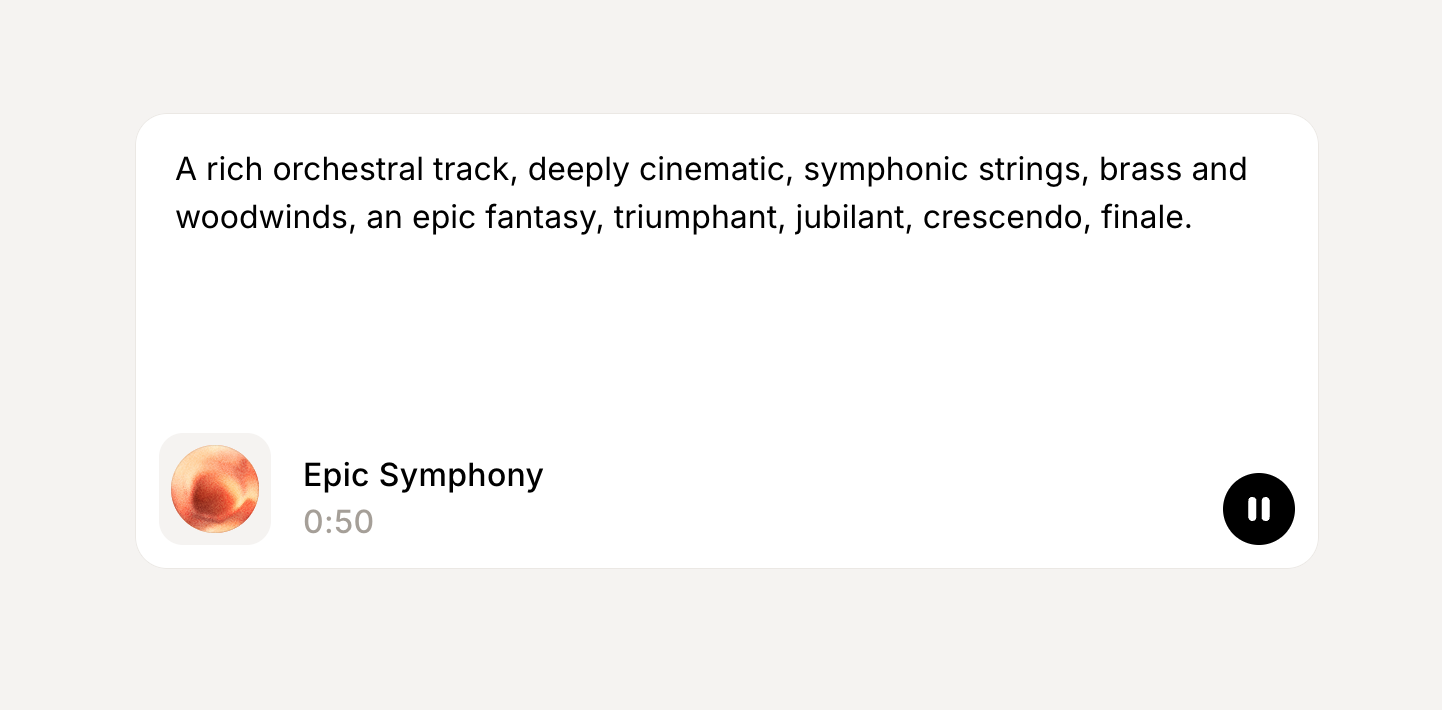 A rich orchestral track, deeply cinematic, symphonic strings, brass and
woodwinds, an epic fantasy, triumphant, jubilant, crescendo, finale.
Epic Symphony
0:50